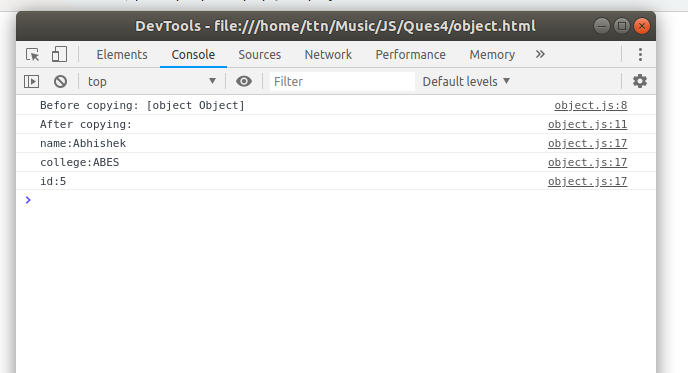 DevTools - file:///home/ttn/Music/JS/Ques4/object.html
Elements Console Sources Network Performance Memory »
top Filter Default levels
Before copying: [object Object] object.js:8
After copying: object.js:11
name:Abhishek object.js:17
college:ABES object.js:17
id:5 object.js:17